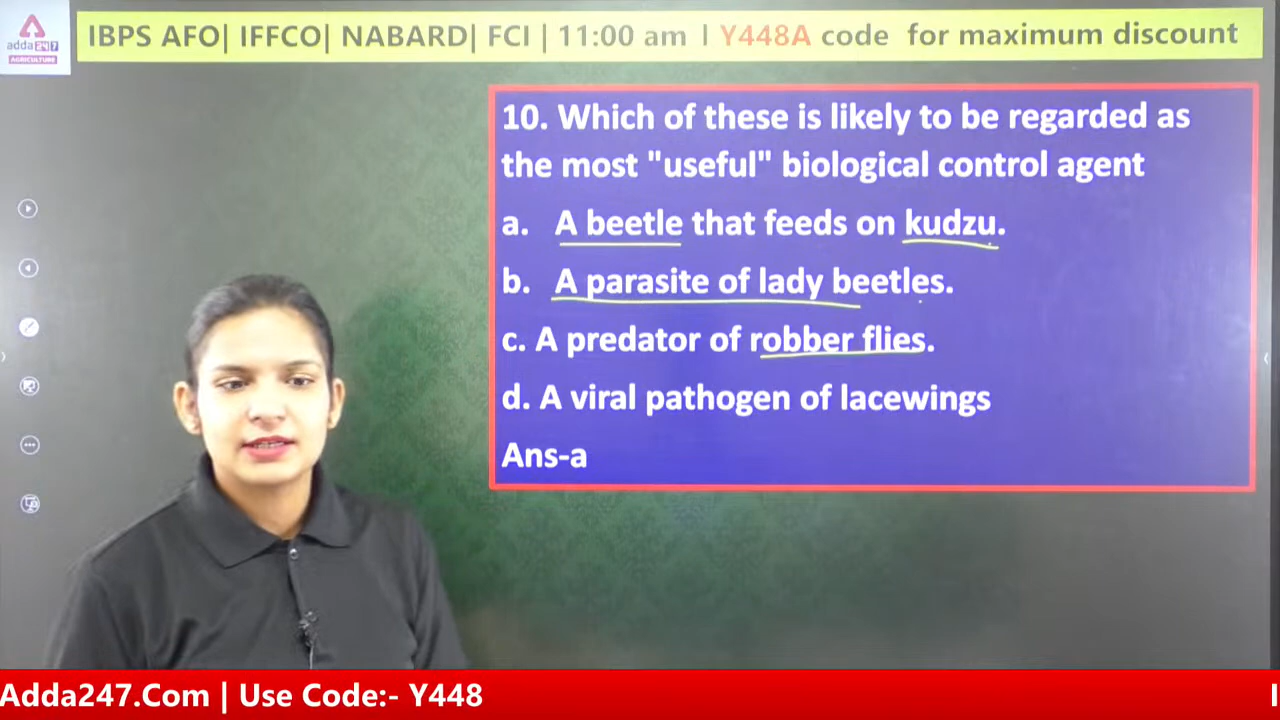 adda247
AGRICULTURE
IBPS AFO| IFFCO| NABARD| FCI | 11:00 am I Y448A code for maximum discount
10. Which of these is likely to be regarded as
the most "useful" biological control agent
a. A beetle that feeds on kudzu.
b. A parasite of lady beetles.
c. A predator of robber flies.
d. A viral pathogen of lacewings
Ans-a
Adda247.Com | Use Code:- Y448